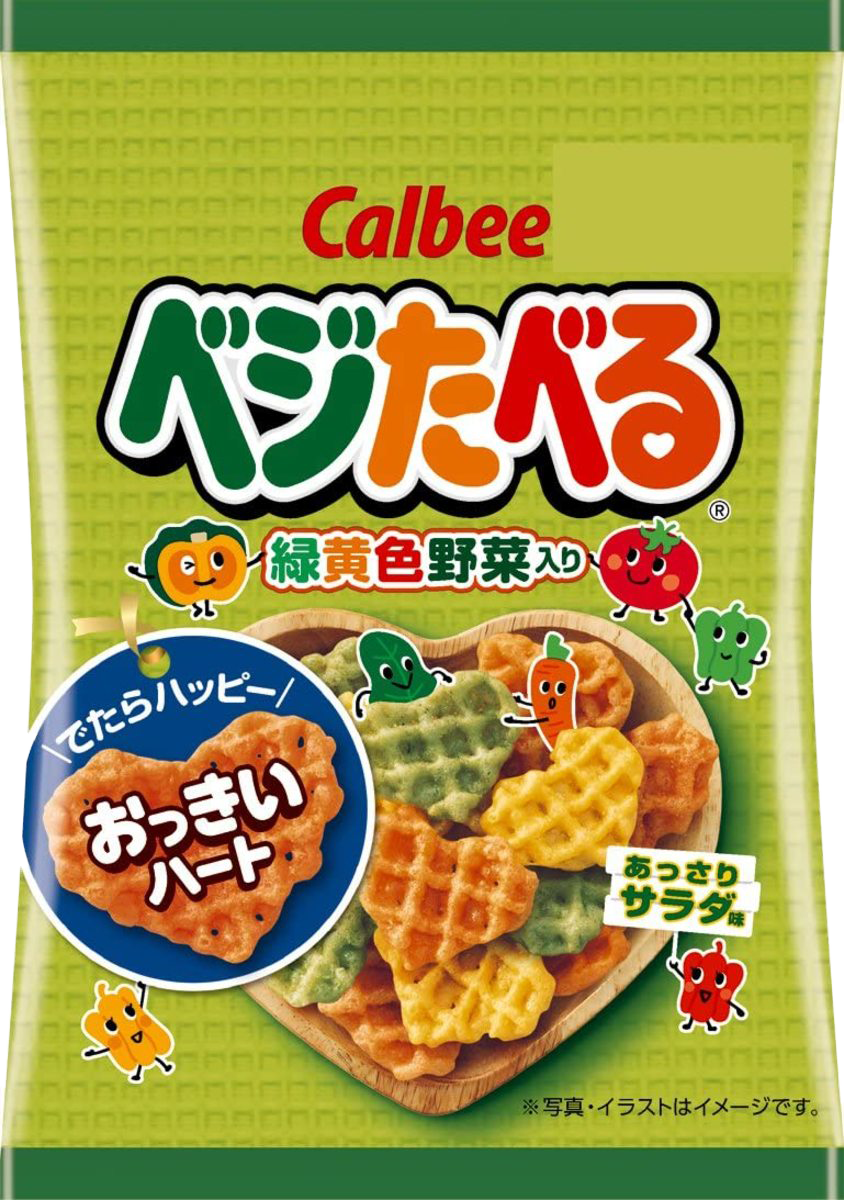 Calbee
ベジたべる
®
緑黄色野菜入り
でたらハッピー
おっきい
ハート
あっさり
サラダ味
※写真・イラストはイメージです。